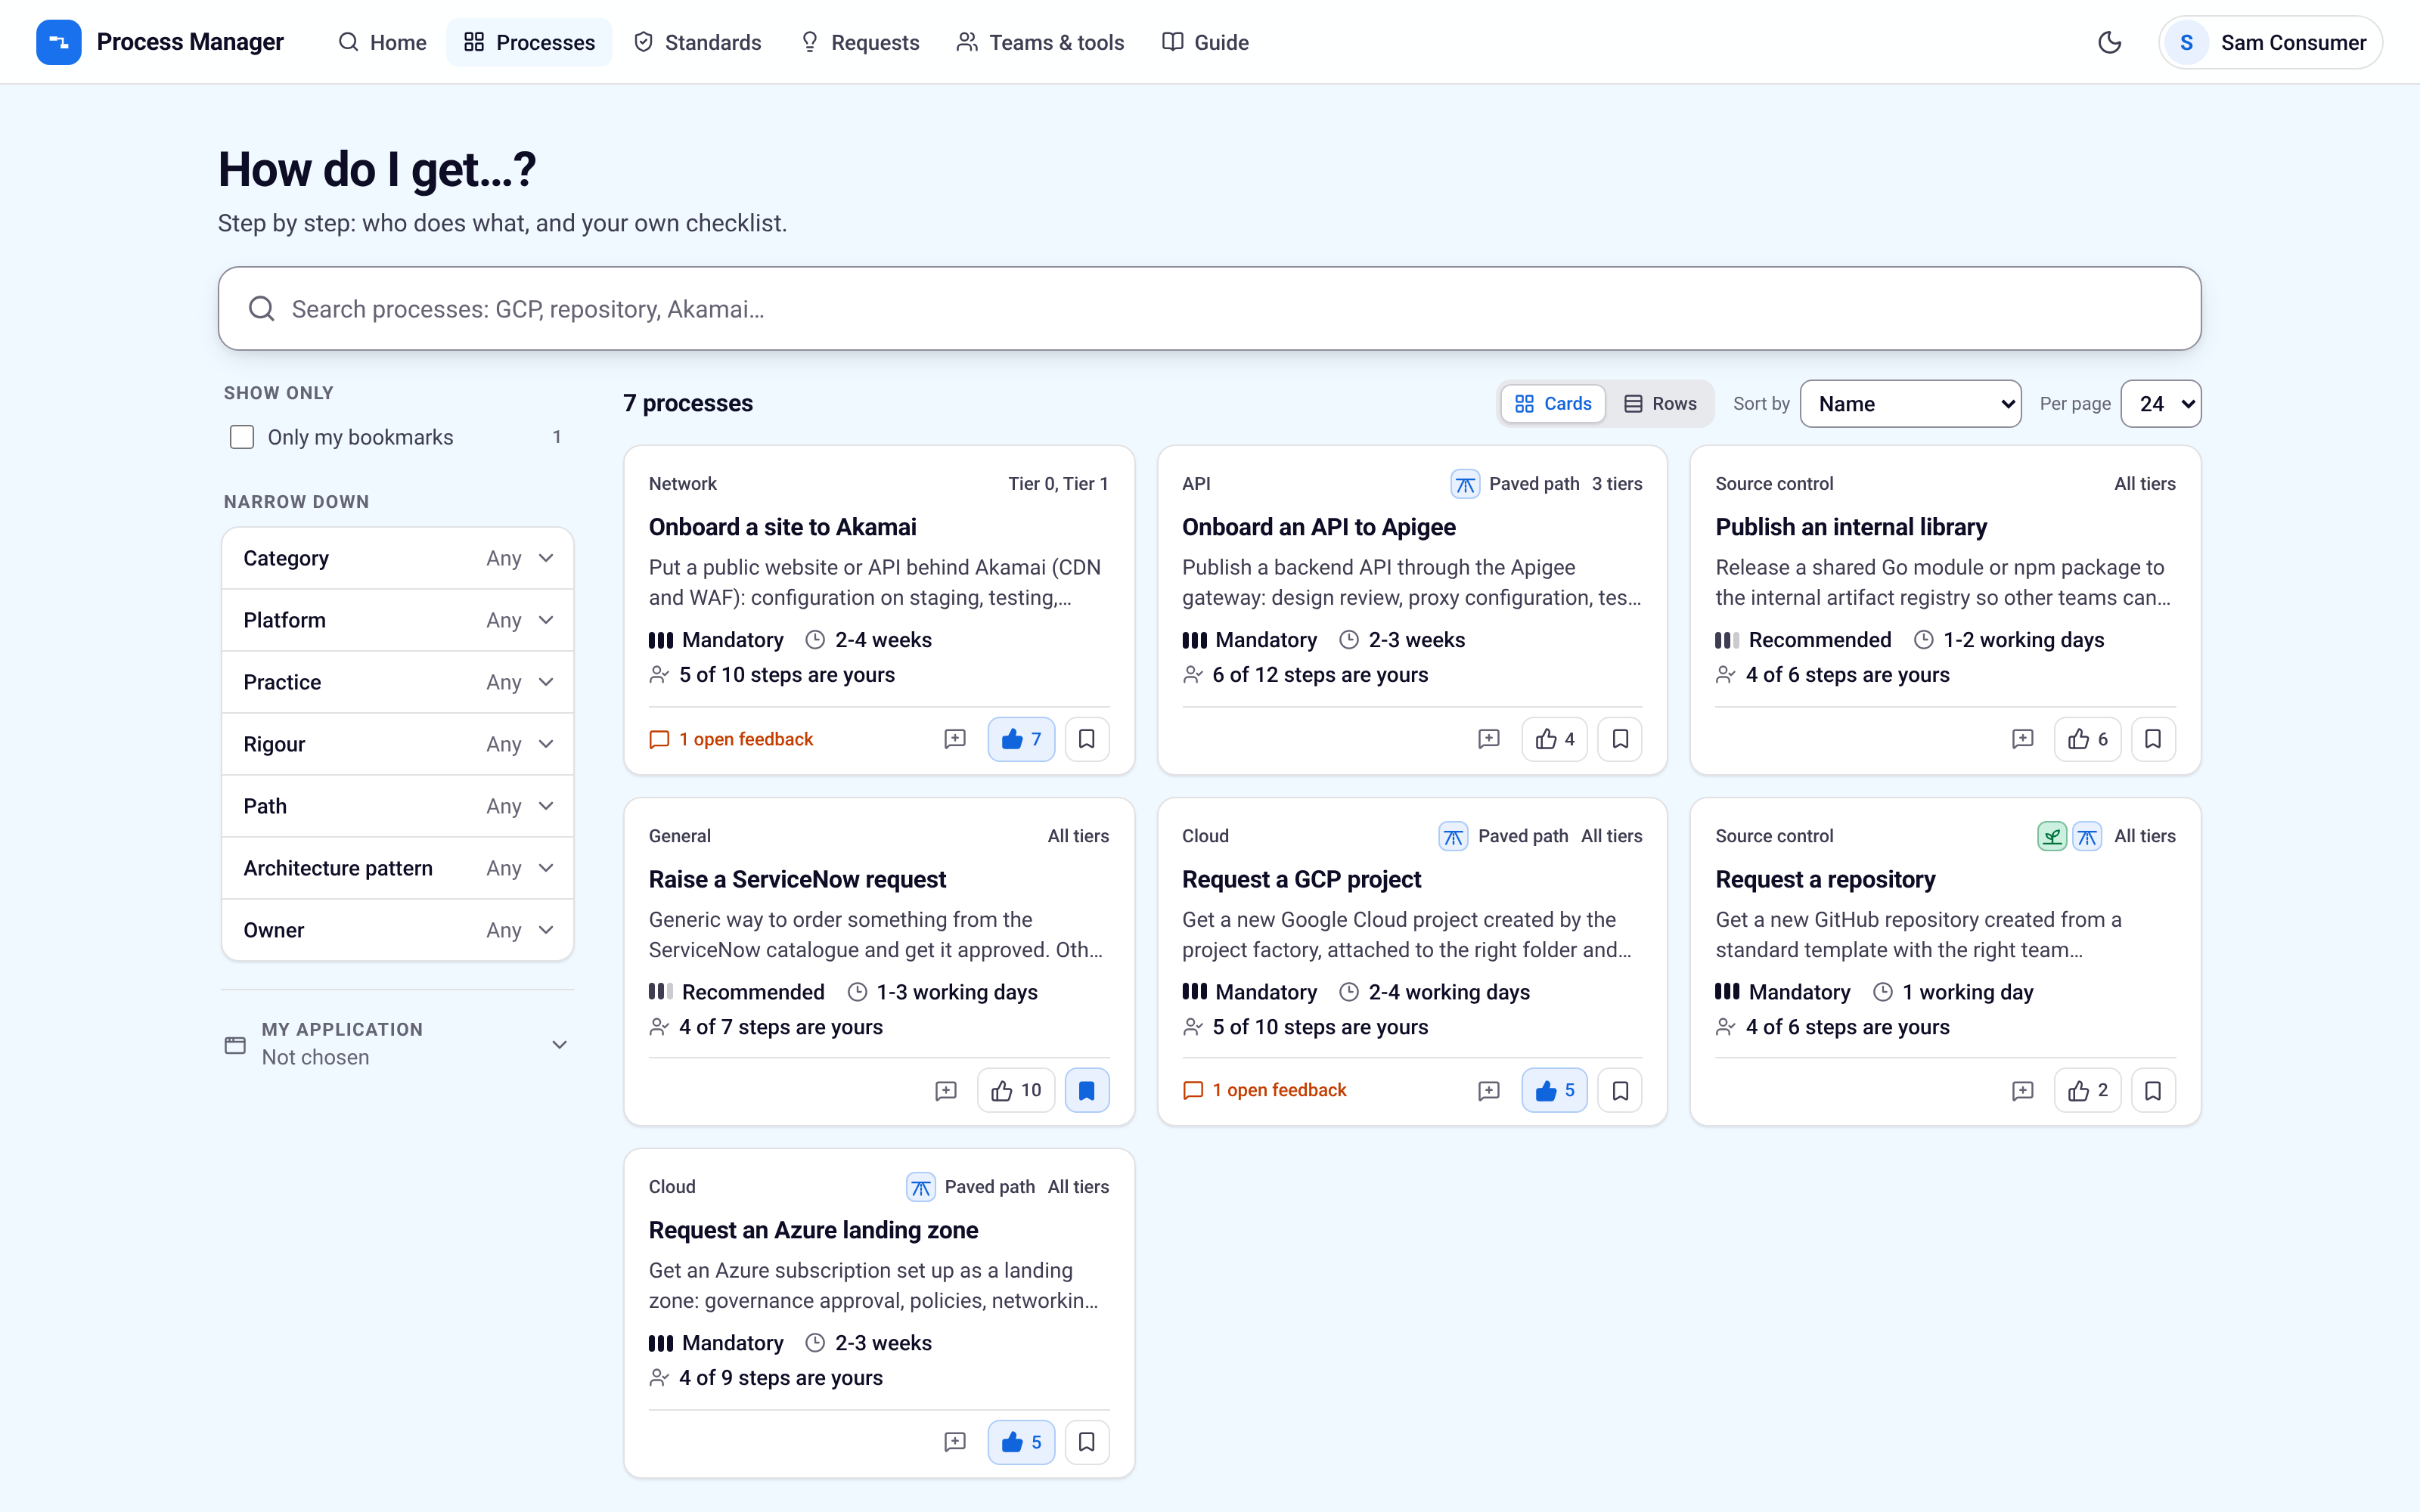 Process Manager
Home
Processes
Standards
Requests
Teams & tools
Guide
S
Sam Consumer
How do I get...?
Step by step: who does what, and your own checklist.
Search processes: GCP, repository, Akamai...
SHOW ONLY
Only my bookmarks 1
NARROW DOWN
Category Any
Platform Any
Practice Any
Rigour Any
Path Any
Architecture pattern Any
Owner Any
MY APPLICATION
Not chosen
7 processes
Cards
Rows
Sort by Name
Per page 24
Network Tier 0, Tier 1
Onboard a site to Akamai
Put a public website or API behind Akamai (CDN
and WAF): configuration on staging, testing,...
Mandatory 2-4 weeks
5 of 10 steps are yours
1 open feedback 7
API Paved path 3 tiers
Onboard an API to Apigee
Publish a backend API through the Apigee
gateway: design review, proxy configuration, tes...
Mandatory 2-3 weeks
6 of 12 steps are yours
4
Source control All tiers
Publish an internal library
Release a shared Go module or npm package to
the internal artifact registry so other teams can...
Recommended 1-2 working days
4 of 6 steps are yours
6
General All tiers
Raise a ServiceNow request
Generic way to order something from the
ServiceNow catalogue and get it approved. Oth...
Recommended 1-3 working days
4 of 7 steps are yours
10
Cloud Paved path All tiers
Request a GCP project
Get a new Google Cloud project created by the
project factory, attached to the right folder and...
Mandatory 2-4 working days
5 of 10 steps are yours
1 open feedback 5
Source control All tiers
Request a repository
Get a new GitHub repository created from a
standard template with the right team...
Mandatory 1 working day
4 of 6 steps are yours
2
Cloud Paved path All tiers
Request an Azure landing zone
Get an Azure subscription set up as a landing
zone: governance approval, policies, networkin...
Mandatory 2-3 weeks
4 of 9 steps are yours
5